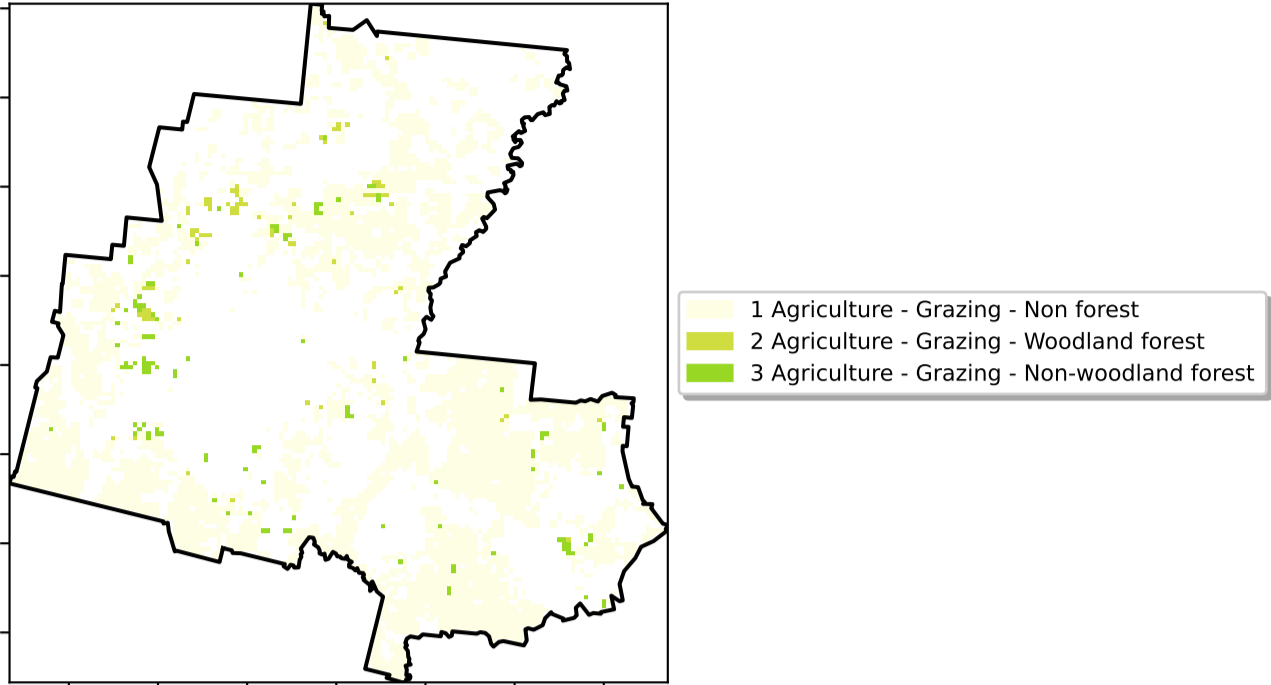 1 Agriculture - Grazing - Non forest
2 Agriculture - Grazing - Woodland forest
3 Agriculture - Grazing - Non-woodland forest